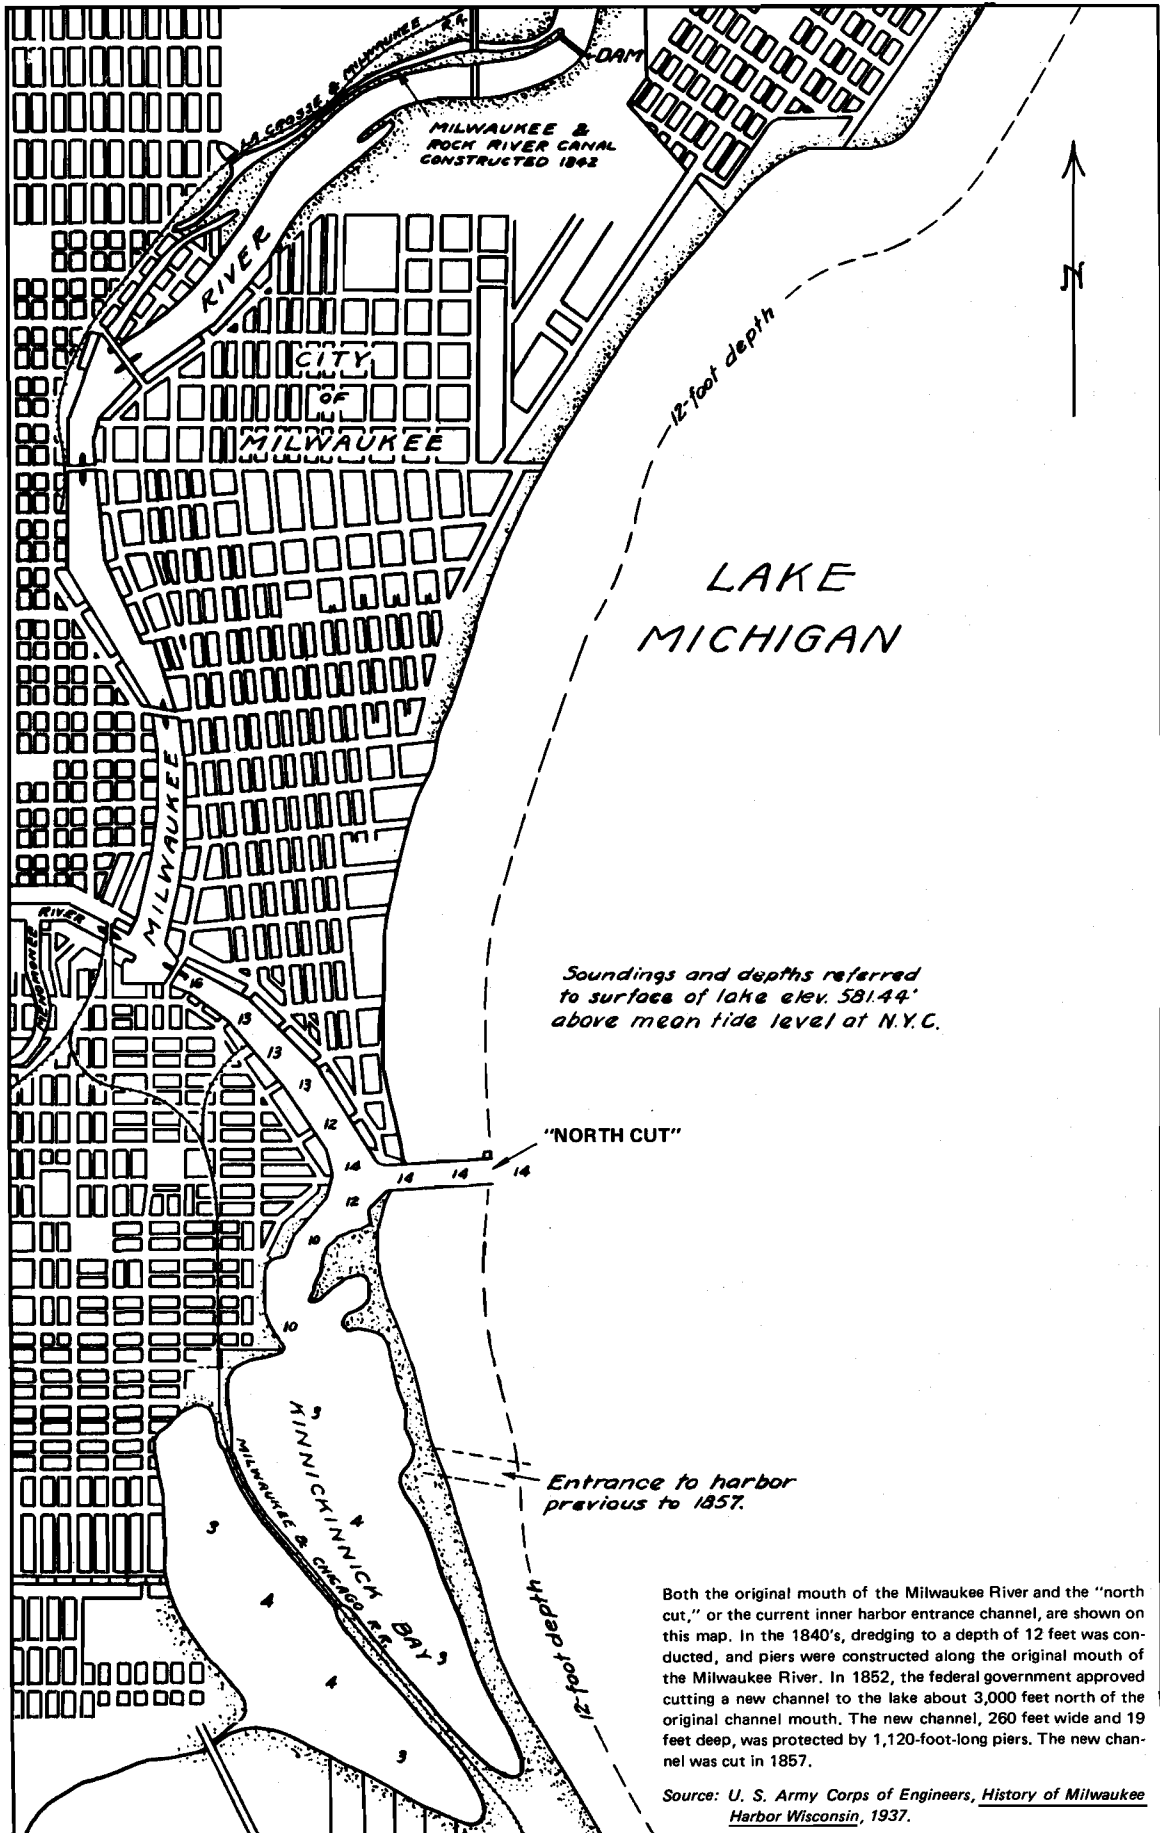 LA CROSSE & MILWAUKEE R.R.
DAM
MILWAUKEE &
ROCK RIVER CANAL
CONSTRUCTED 1842
RIVER
N
12-foot depth
CITY
OF
MILWAUKEE
LAKE
MICHIGAN
MILWAUKEE
RIVER
MENOMONEE
Soundings and depths referred
to surface of lake elev. 581.44'
above mean tide level at N.Y.C.
16
13
13
13
12
"NORTH CUT"
14
14
14
14
12
10
10
3
KINNICKINNICK BAY
MILWAUKEE & CHICAGO R.R.
Entrance to harbor
previous to 1857.
3
4
4
3
4
3
12-foot depth
Both the original mouth of the Milwaukee River and the "north
cut," or the current inner harbor entrance channel, are shown on
this map. In the 1840's, dredging to a depth of 12 feet was con-
ducted, and piers were constructed along the original mouth of
the Milwaukee River. In 1852, the federal government approved
cutting a new channel to the lake about 3,000 feet north of the
original channel mouth. The new channel, 260 feet wide and 19
feet deep, was protected by 1,120-foot-long piers. The new chan-
nel was cut in 1857.
Source: U. S. Army Corps of Engineers, History of Milwaukee
Harbor Wisconsin, 1937.